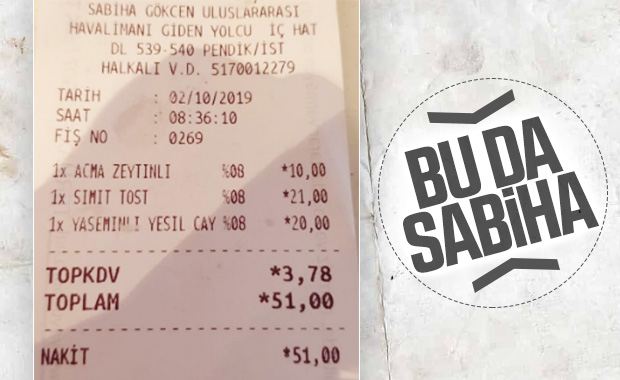 SABİHA GÖKÇEN ULUSLARARASI
HAVALİMANI GİDEN YOLCU İÇ HAT
DL 539-540 PENDİK/İST
HALKALI V.D. 5170012279
TARİH : 02/10/2019
SAAT : 08:36:10
FİŞ NO : 0269
1x ACMA ZEYTINLI %08 *10,00
1x SIMIT TOST %08 *21,00
1x YASEMINLI YESIL CAY %08 *20,00
TOPKDV *3,78
TOPLAM *51,00
NAKİT *51,00
BU DA
SABİHA